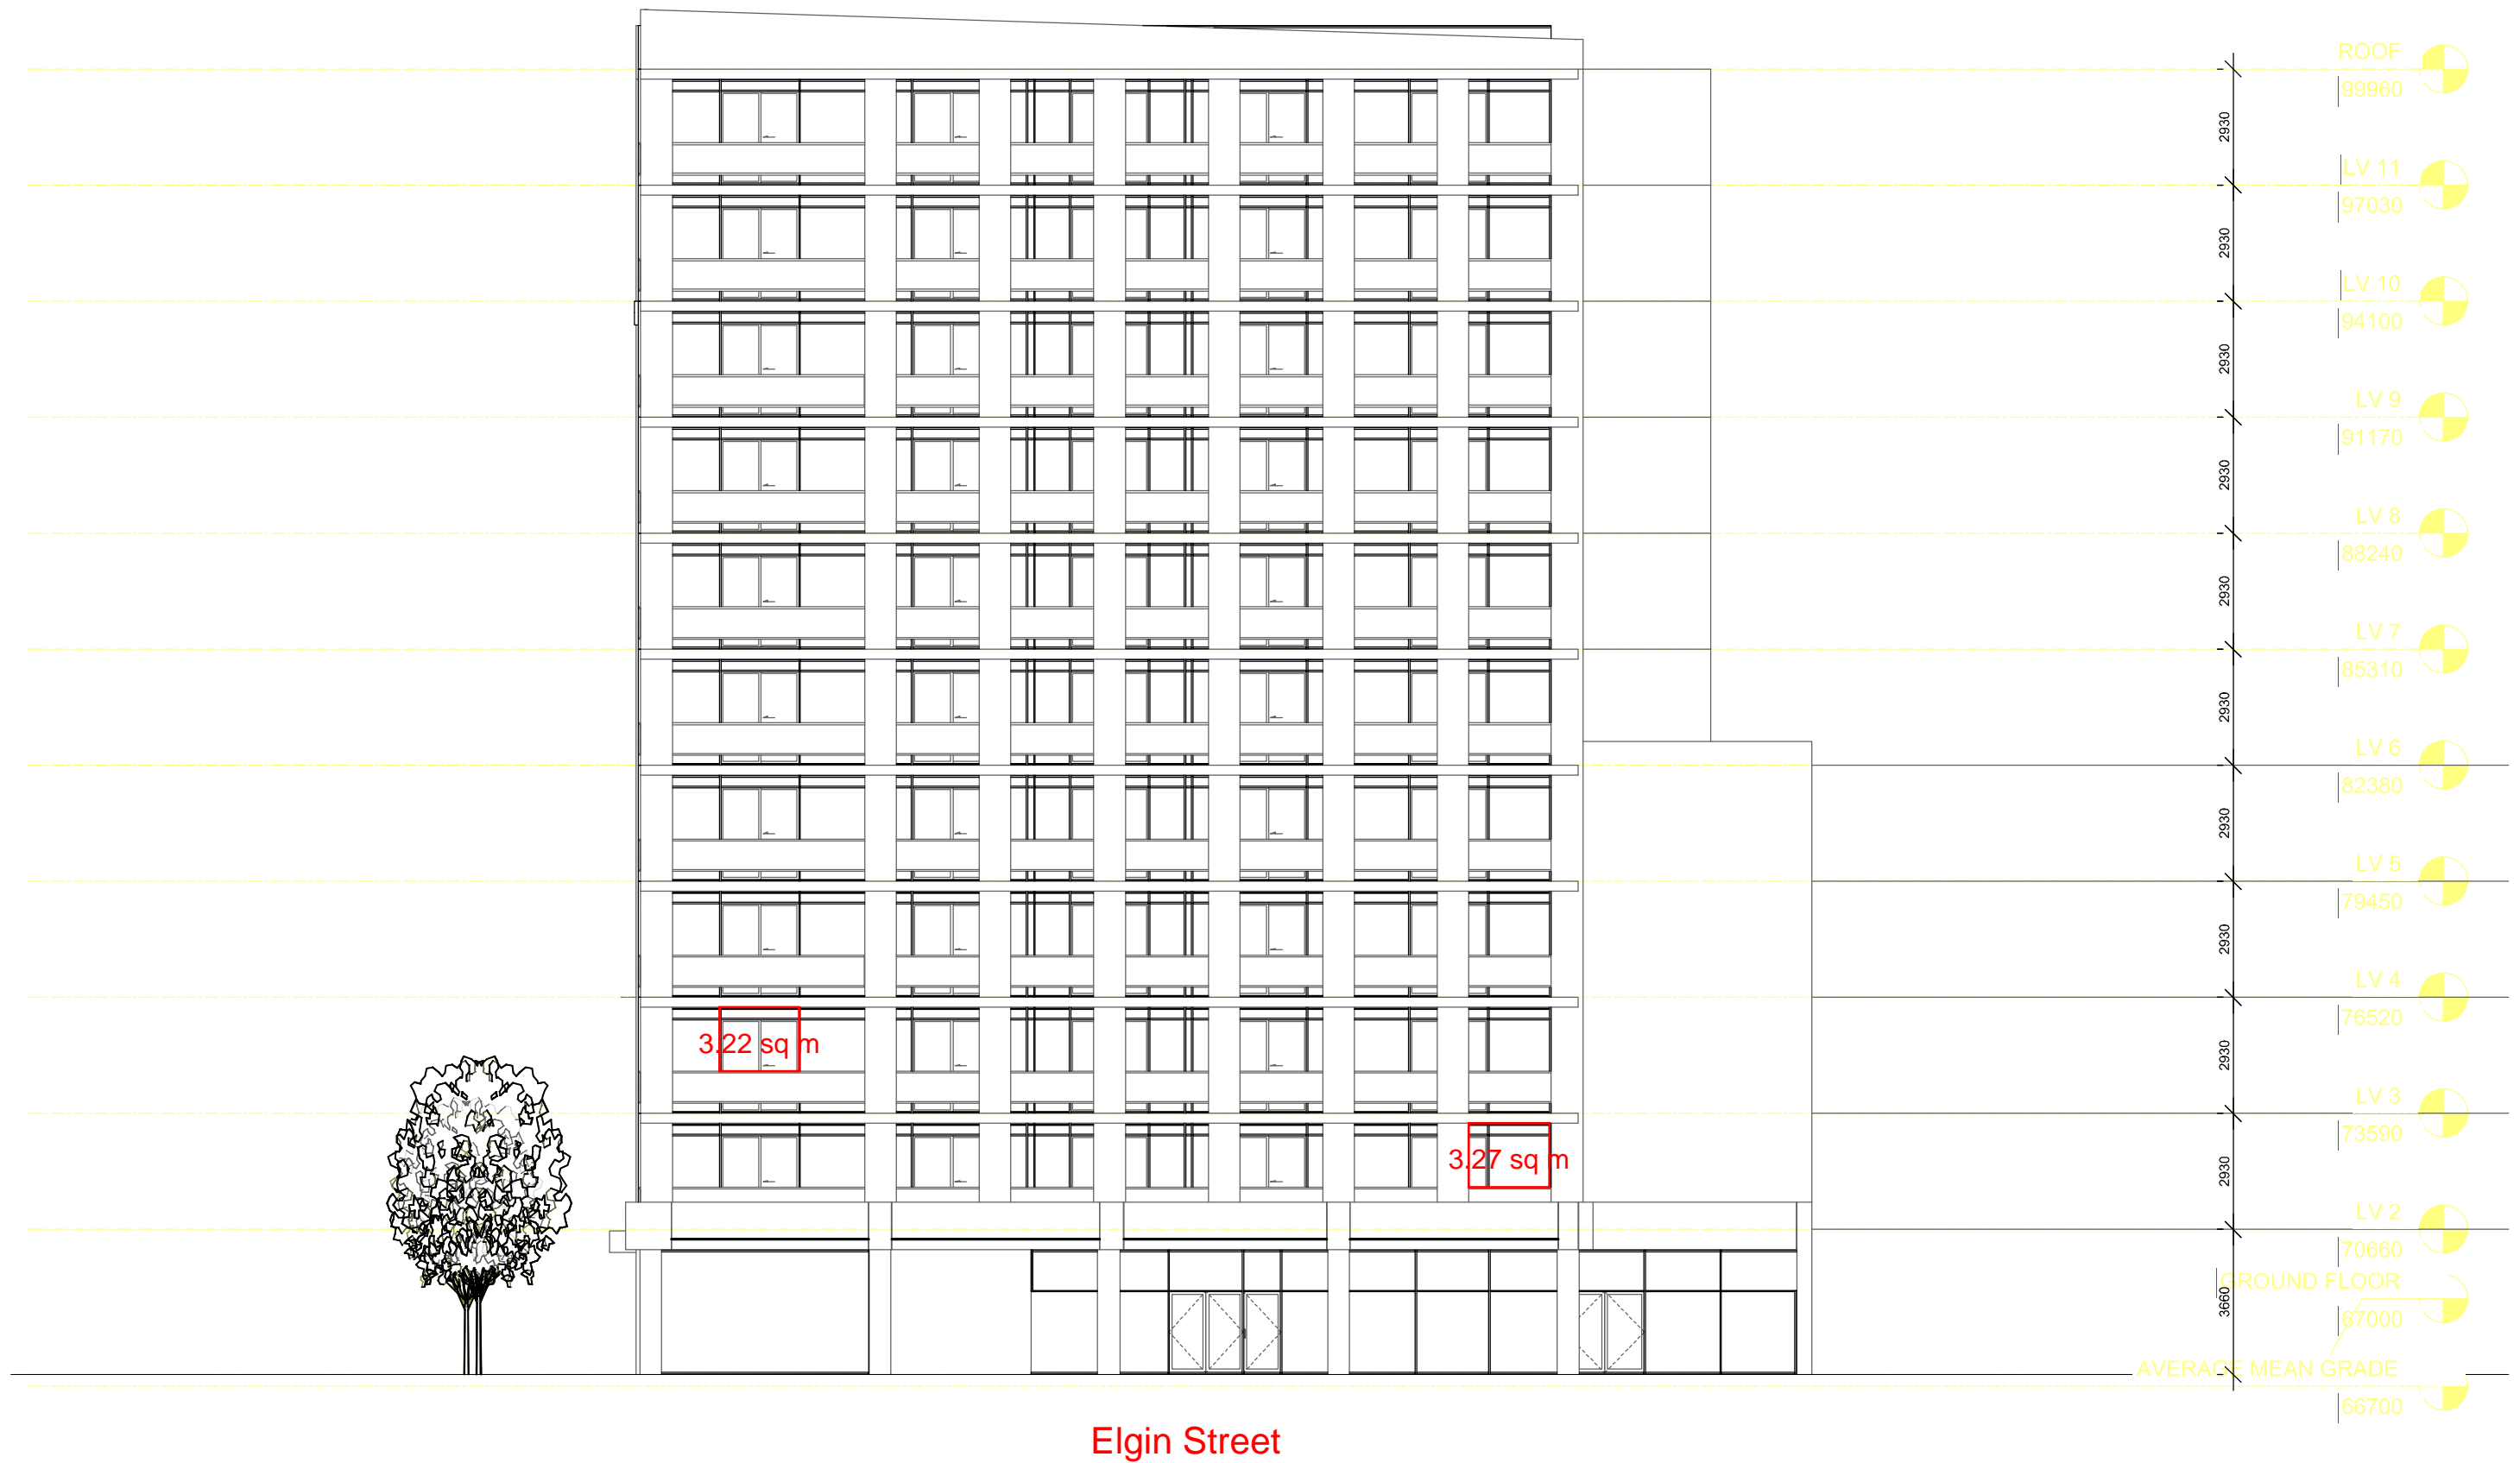 ROOF
99960
2930
LV 11
97030
2930
LV 10
94100
2930
LV 9
91170
2930
LV 8
88240
2930
LV 7
85310
2930
LV 6
82380
2930
LV 5
79450
2930
LV 4
76520
3.22 sq m
2930
LV 3
73590
3.27 sq m
2930
LV 2
70660
GROUND FLOOR
3660
67000
AVERAGE MEAN GRADE
66700
Elgin Street